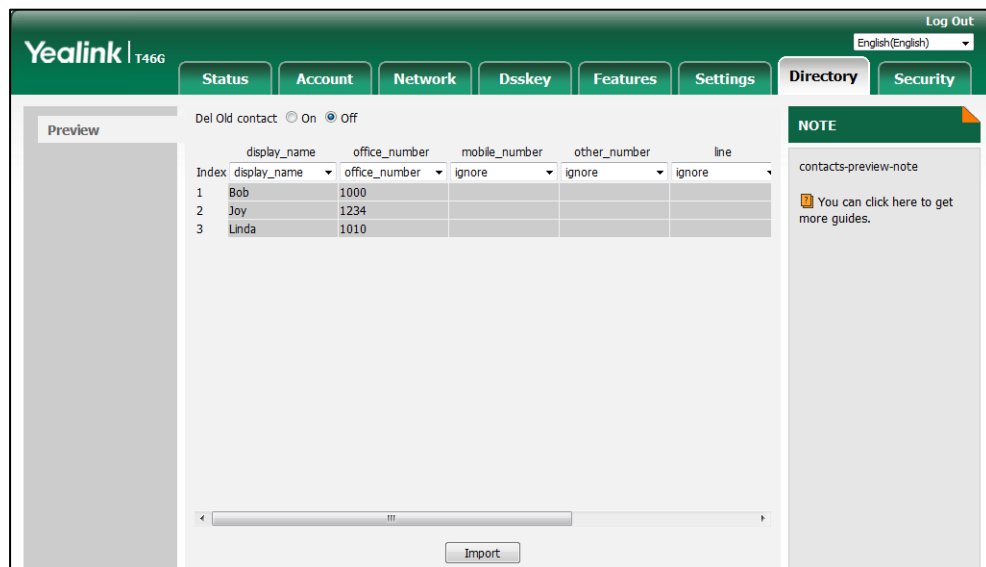 Log Out
Yealink | T46G
English(English)
Status Account Network Dsskey Features Settings Directory Security
Preview
Del Old contact On Off
NOTE
display_name office_number mobile_number other_number line
Index display_name office_number ignore ignore ignore
contacts-preview-note
1 Bob 1000
2 Joy 1234
3 Linda 1010
You can click here to get
more guides.
Import